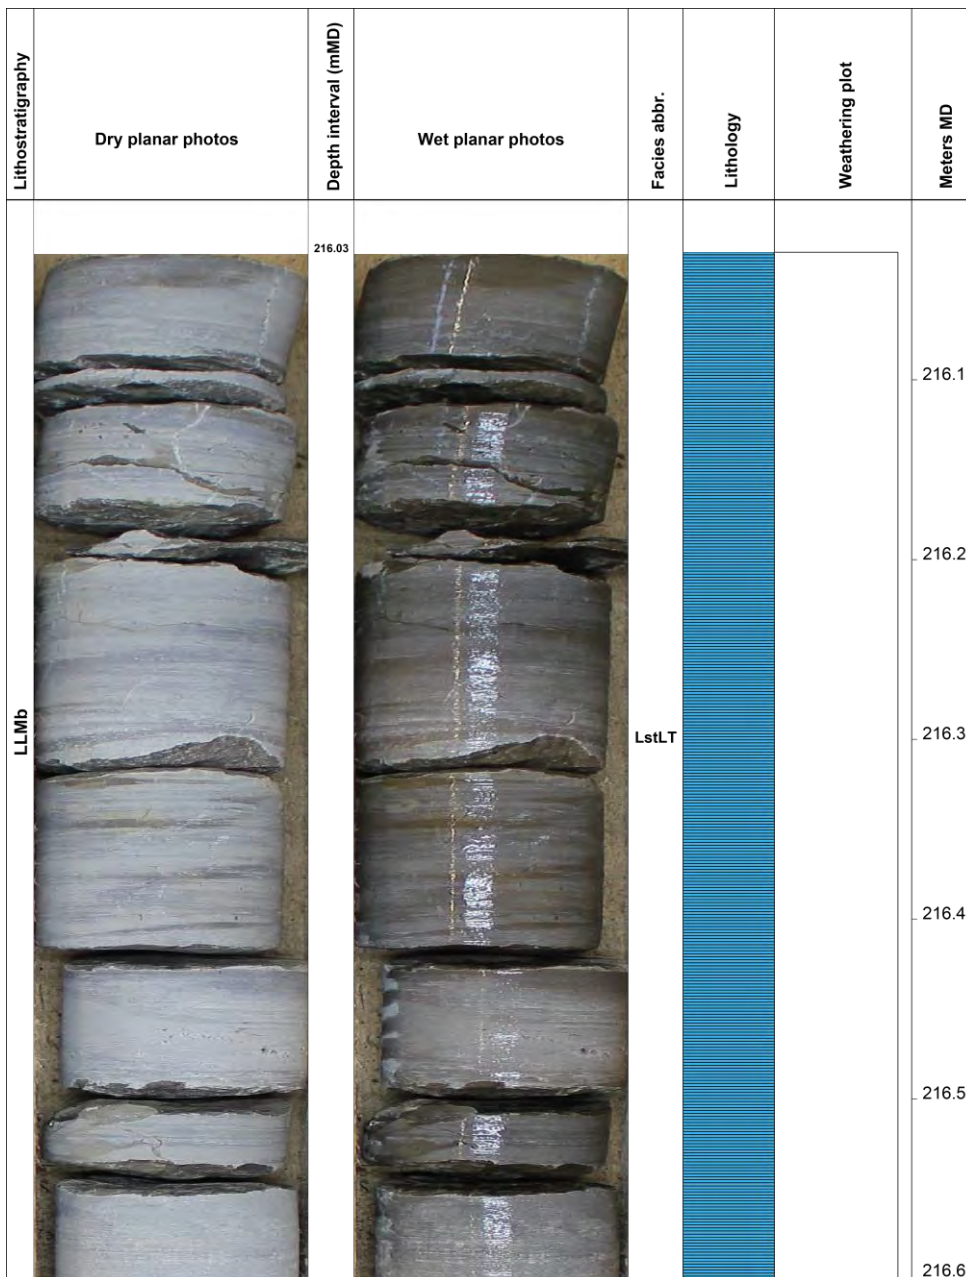 Lithostratigraphy
Dry planar photos
Depth interval (mMD)
Wet planar photos
Facies abbr.
Lithology
Weathering plot
Meters MD
216.03
216.1
216.2
LLMb
LstLT
216.3
216.4
216.5
216.6